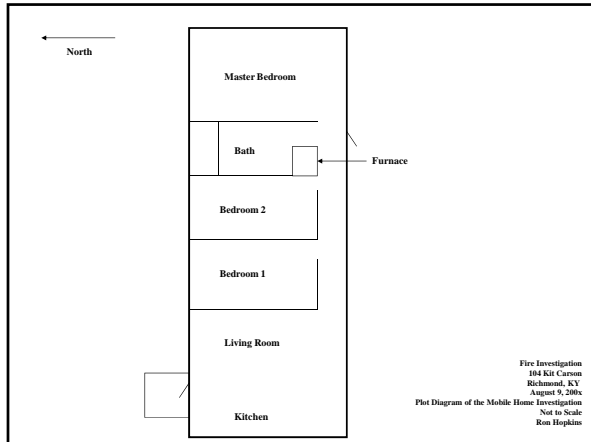 North
Master Bedroom
Bath
Furnace
Bedroom 2
Bedroom 1
Living Room
Kitchen
Fire Investigation
104 Kit Carson
Richmond, KY
August 9, 200x
Plot Diagram of the Mobile Home Investigation
Not to Scale
Ron Hopkins